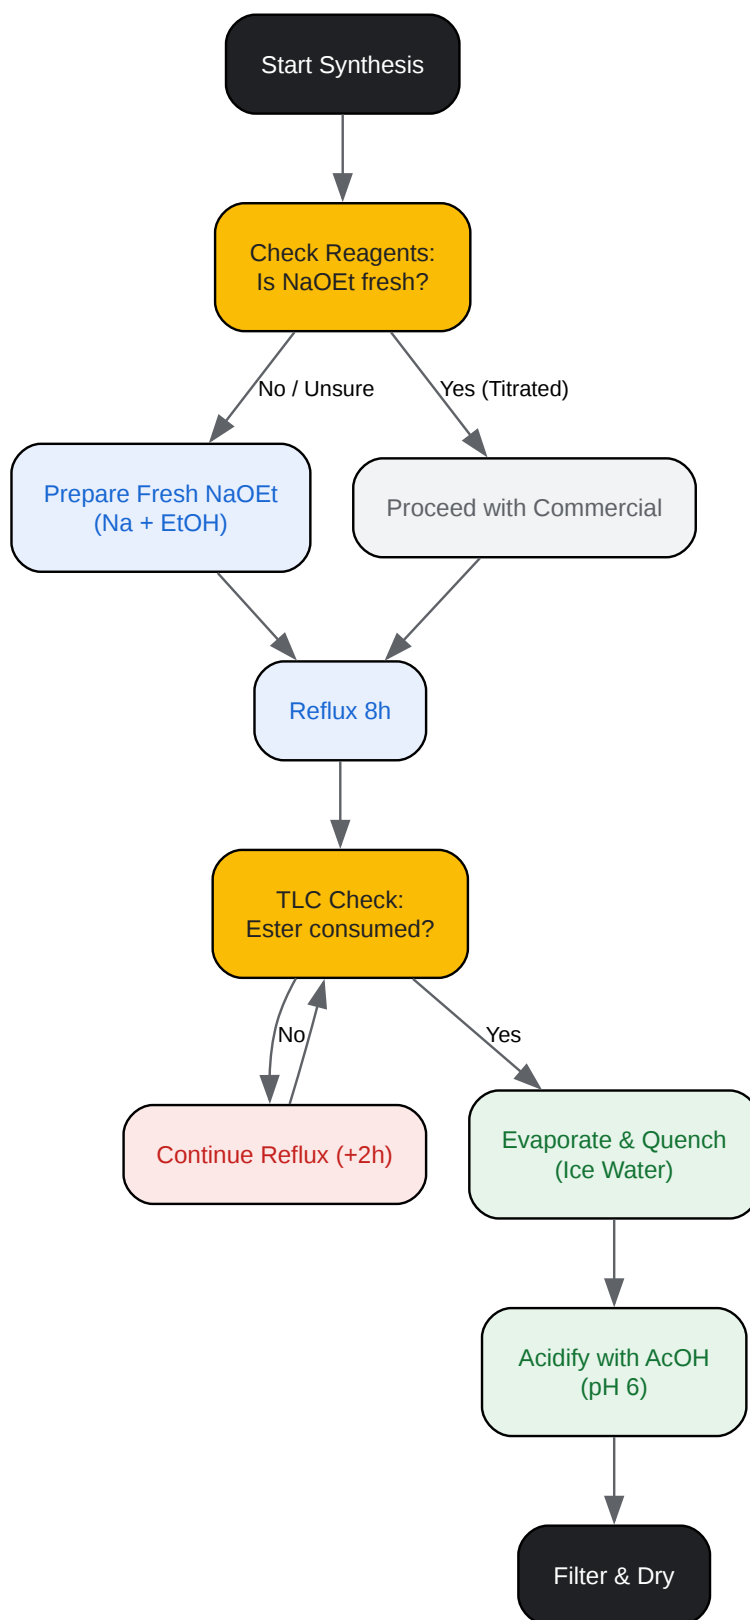 Start Synthesis
Check Reagents:
Is NaOEt fresh?
No / Unsure
Yes (Titrated)
Prepare Fresh NaOEt
(Na + EtOH)
Proceed with Commercial
Reflux 8h
TLC Check:
Ester consumed?
No
Yes
Continue Reflux (+2h)
Evaporate & Quench
(Ice Water)
Acidify with AcOH
(pH 6)
Filter & Dry